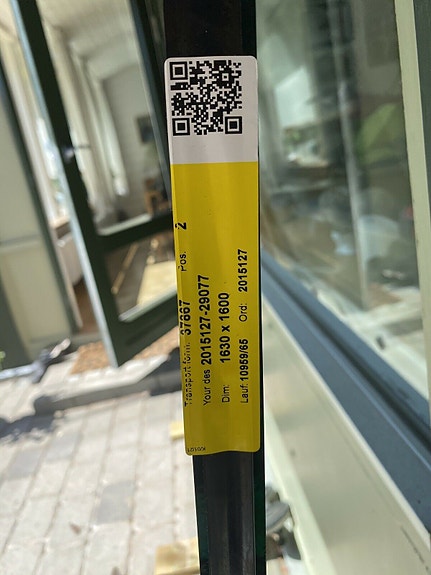 Transport form: 37667 Pos. 2
Your des 2015127-29077
Dim: 1630 x 1600
Lauf: 10959/65 Ord: 2015127